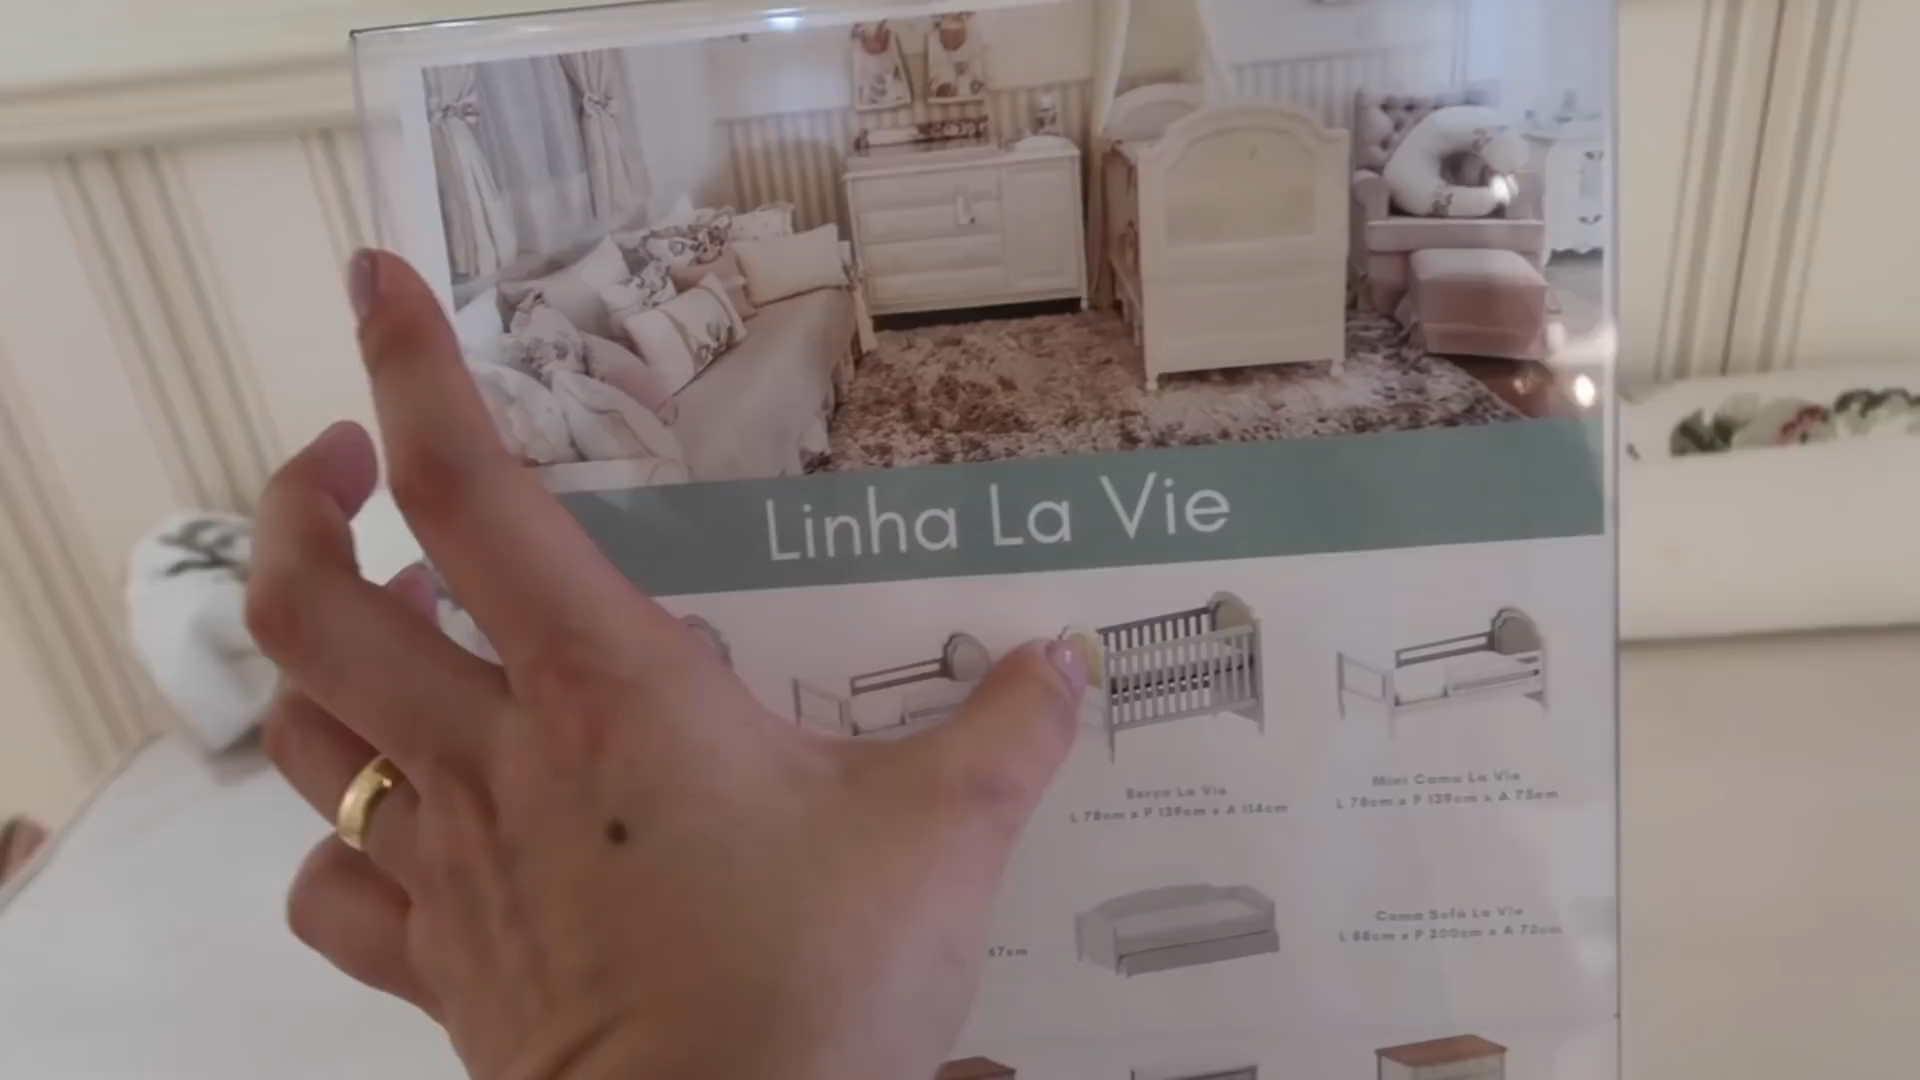 Linha La Vie
Berço La Vie
L 78cm x P 139cm x A 114cm
Mini Cama La Vie
L 78cm x P 139cm x A 75cm
67cm
Cama Sofá La Vie
L 88cm x P 200cm x A 72cm